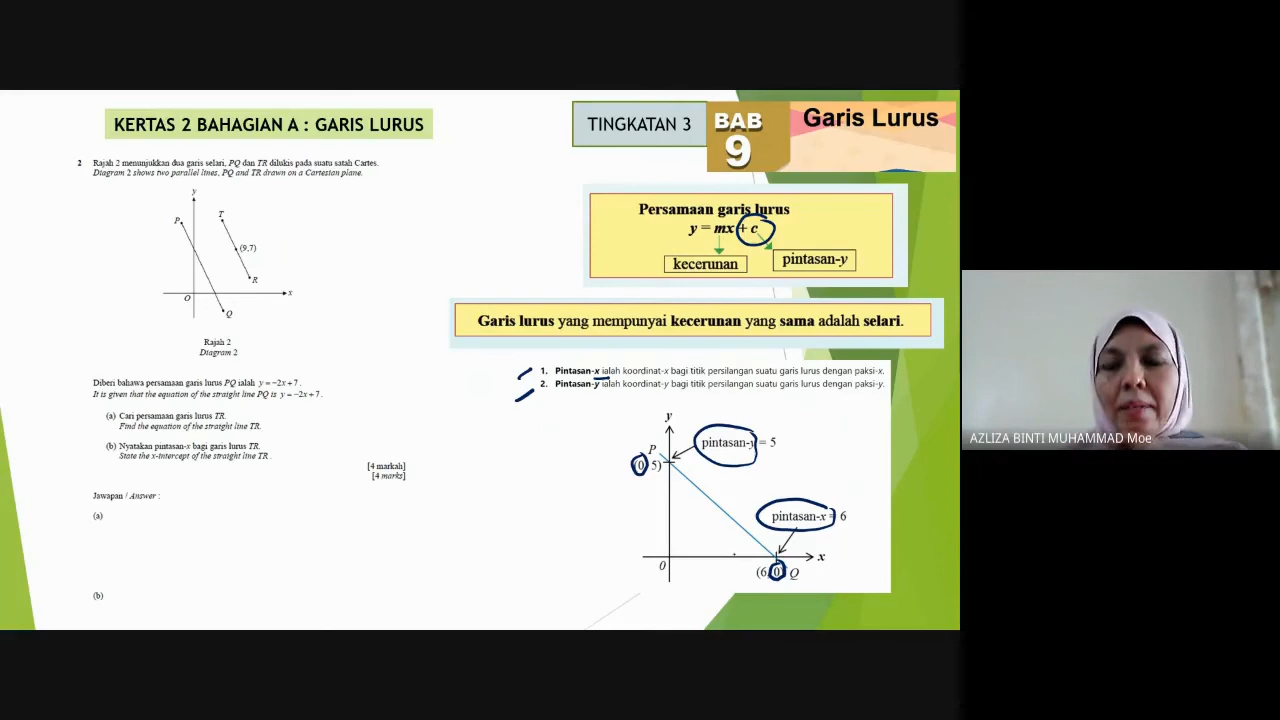 KERTAS 2 BAHAGIAN A : GARIS LURUS
2 Rajah 2 menunjukkan dua garis selari, PQ dan TR dilukis pada suatu satah Cartes.
Diagram 2 shows two parallel lines, PQ and TR drawn on a Cartesian plane.
y
P
T
(9,7)
R
O
x
Q
Rajah 2
Diagram 2
Diberi bahawa persamaan garis lurus PQ ialah y = −2x + 7 .
It is given that the equation of the straight line PQ is y = −2x + 7 .
(a) Cari persamaan garis lurus TR.
Find the equation of the straight line TR.
(b) Nyatakan pintasan-x bagi garis lurus TR.
State the x-intercept of the straight line TR .
[4 markah]
[4 marks]
Jawapan / Answer :
(a)
(b)
TINGKATAN 3
BAB
9
Garis Lurus
Persamaan garis lurus
y = mx + c
kecerunan
pintasan-y
Garis lurus yang mempunyai kecerunan yang sama adalah selari.
1. Pintasan-x ialah koordinat-x bagi titik persilangan suatu garis lurus dengan paksi-x.
2. Pintasan-y ialah koordinat-y bagi titik persilangan suatu garis lurus dengan paksi-y.
y
pintasan-y = 5
P
(0, 5)
pintasan-x = 6
x
0
(6, 0) Q
AZLIZA BINTI MUHAMMAD Moe